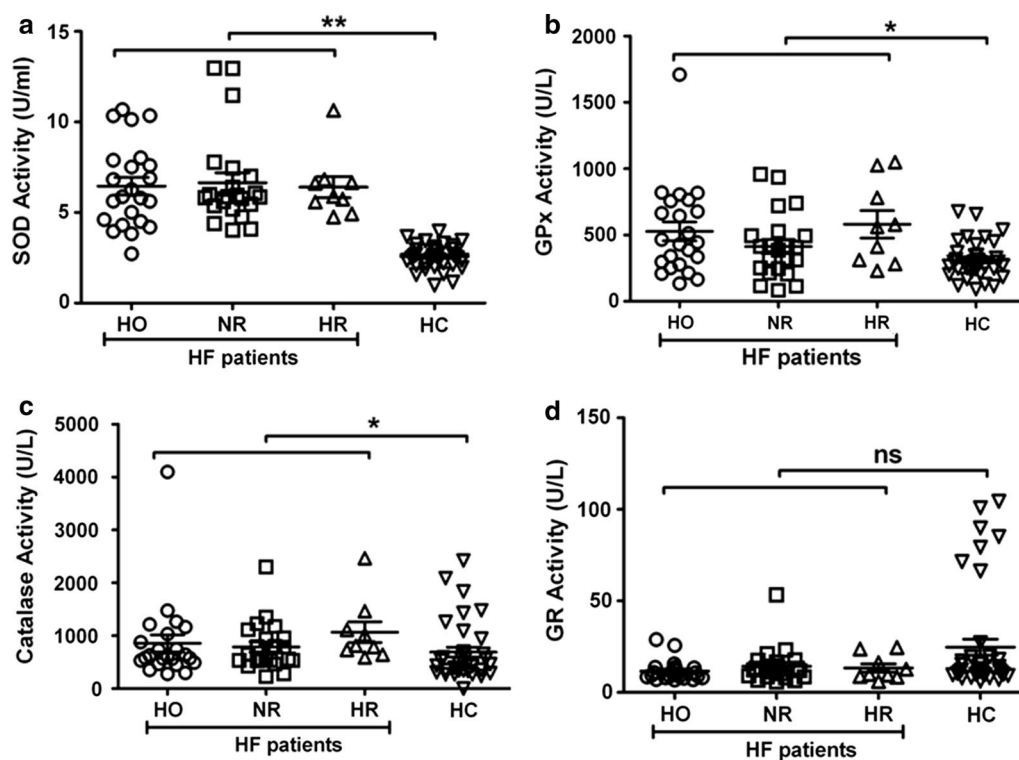 a
**
SOD Activity (U/ml)
15
10
5
0
HO NR HR HC
HF patients
b
*
GPx Activity (U/L)
2000
1500
1000
500
0
HO NR HR HC
HF patients
c
*
Catalase Activity (U/L)
5000
4000
3000
2000
1000
0
HO NR HR HC
HF patients
d
ns
GR Activity (U/L)
150
100
50
0
HO NR HR HC
HF patients